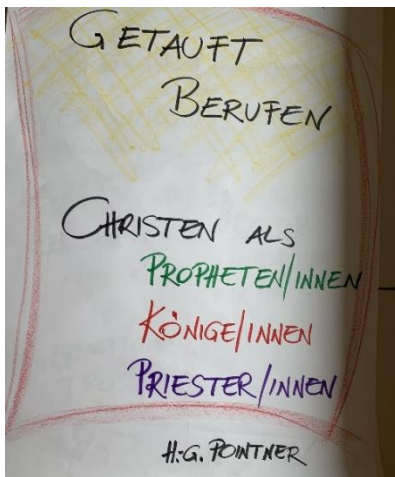 GETAUFT
BERUFEN
CHRISTEN ALS
PROPHETEN/INNEN
KÖNIGE/INNEN
PRIESTER/INNEN
H.-G. POINTNER